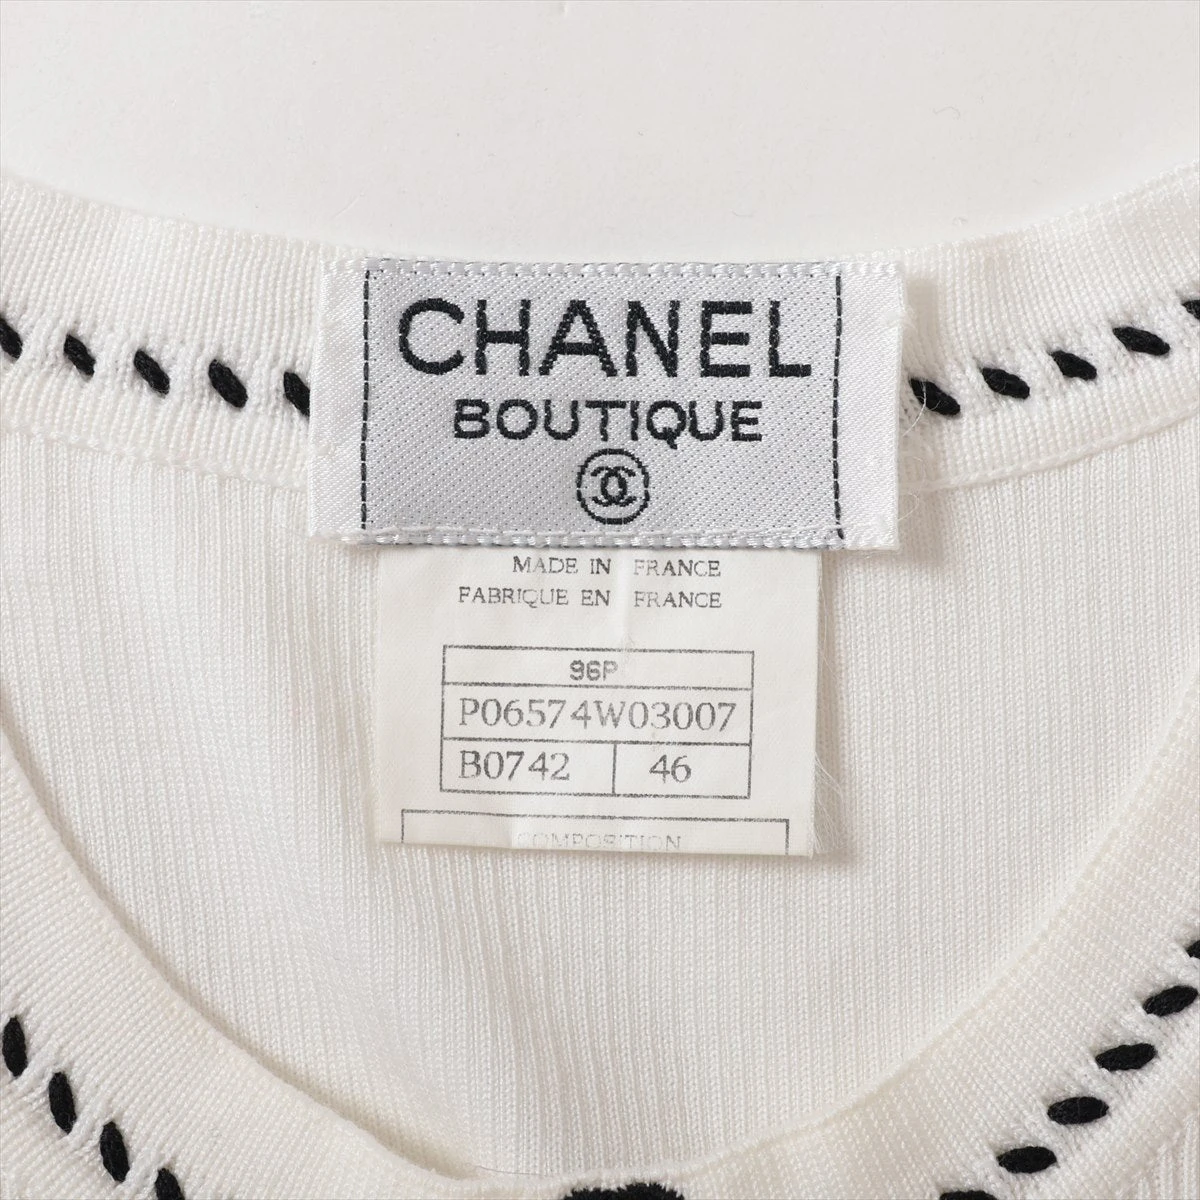 CHANEL
BOUTIQUE
MADE IN FRANCE
FABRIQUE EN FRANCE
96P
P06574W03007
B0742 46
COMPOSITION